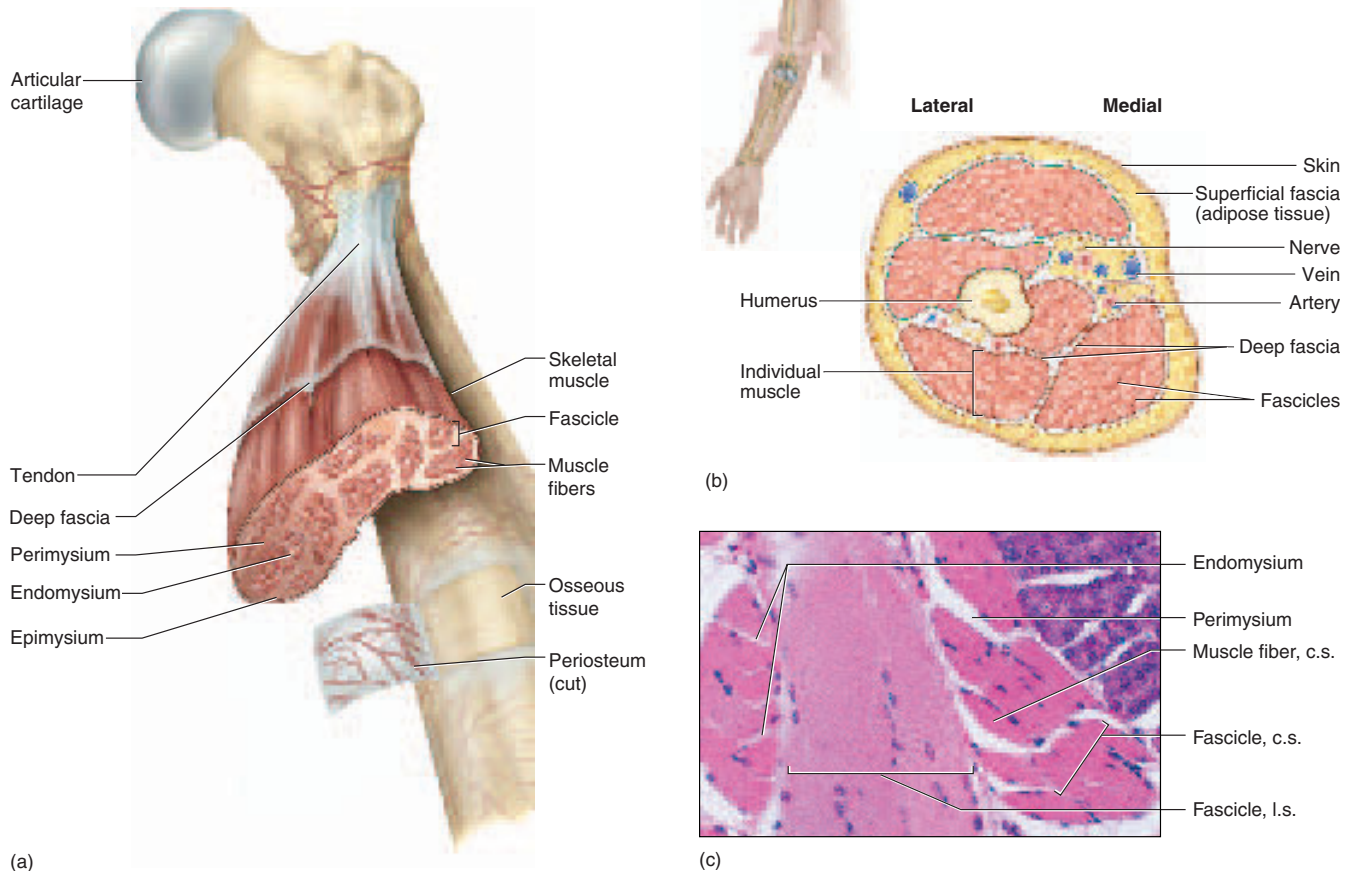 Articular
cartilage
Tendon
Deep fascia
Perimysium
Endomysium
Epimysium
Skeletal
muscle
Fascicle
Muscle
fibers
Osseous
tissue
Periosteum
(cut)
(a)
Lateral
Medial
Skin
Superficial fascia
(adipose tissue)
Nerve
Vein
Artery
Deep fascia
Fascicles
Humerus
Individual
muscle
(b)
Endomysium
Perimysium
Muscle fiber, c.s.
Fascicle, c.s.
Fascicle, l.s.
(c)